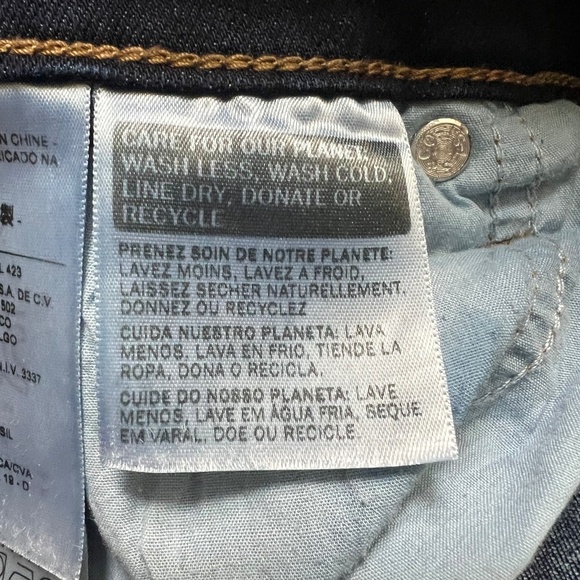 CARE FOR OUR PLANET:
WASH LESS, WASH COLD,
LINE DRY, DONATE OR
RECYCLE
PRENEZ SOIN DE NOTRE PLANETE:
LAVEZ MOINS, LAVEZ A FROID,
LAISSEZ SECHER NATURELLEMENT.
DONNEZ OU RECYCLEZ
CUIDA NUESTRO PLANETA: LAVA
MENOS, LAVA EN FRIO, TIENDE LA
ROPA, DONA O RECICLA.
CUIDE DO NOSSO PLANETA: LAVE
MENOS, LAVE EM ÁGUA FRIA, SEQUE
EM VARAL, DOE OU RECICLE.
N CHINE -
RICADO NA
製 -
L 423
S.A. DE C.V.
502
CO
LGO
N.I.V. 3337
SIL
CA/CVA
19 - D